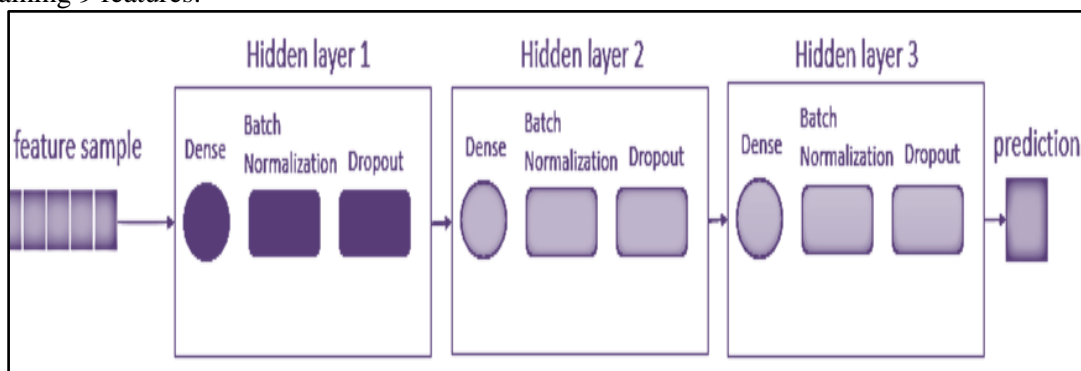 Hidden layer 1
Hidden layer 2
Hidden layer 3
feature sample
Dense
Batch
Normalization
Dropout
Dense
Batch
Normalization
Dropout
Dense
Batch
Normalization
Dropout
prediction